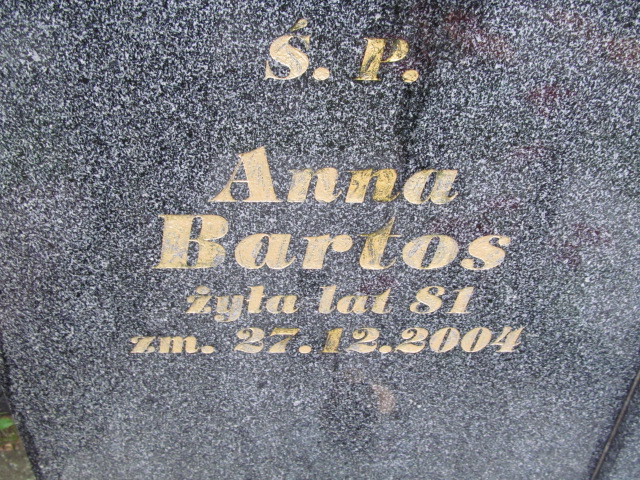 Ś. P.
Anna
Bartos
żyła lat 81
zm. 27.12.2004